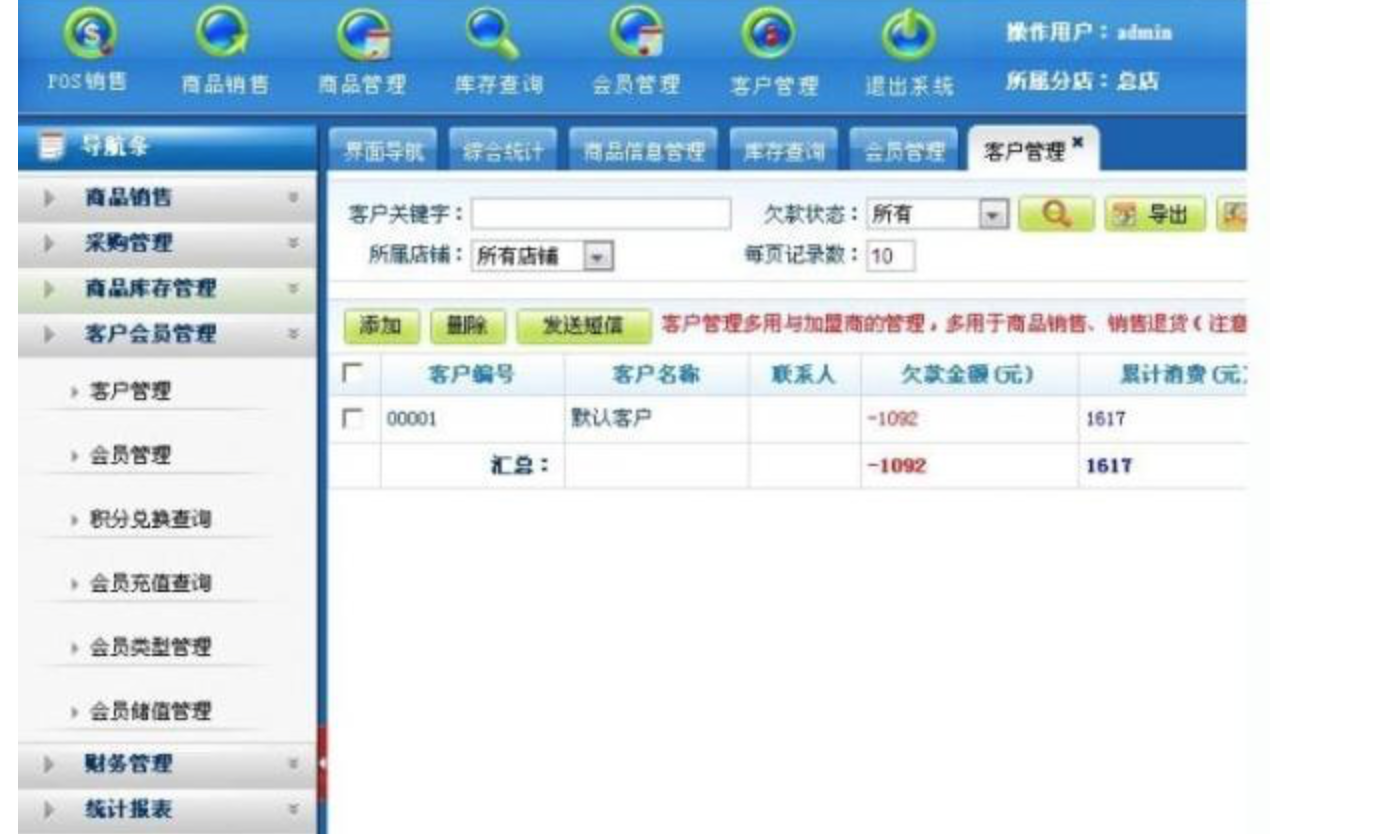 POS销售 商品销售 商品管理 库存查询 会员管理 客户管理 退出系统
操作用户：admin
所属分店：总店
导航条
商品销售
采购管理
商品库存管理
客户会员管理
客户管理
会员管理
积分兑换查询
会员充值查询
会员类型管理
会员储值管理
财务管理
统计报表
界面导航 综合统计 商品信息管理 库存查询 会员管理 客户管理
客户关键字： 欠款状态：所有 导出
所属店铺：所有店铺 每页记录数：10
添加 删除 发送短信 客户管理多用与加盟商的管理，多用于商品销售、销售退货(注意
客户编号 客户名称 联系人 欠款金额(元) 累计消费(元)
00001 默认客户 -1092 1617
汇总： -1092 1617